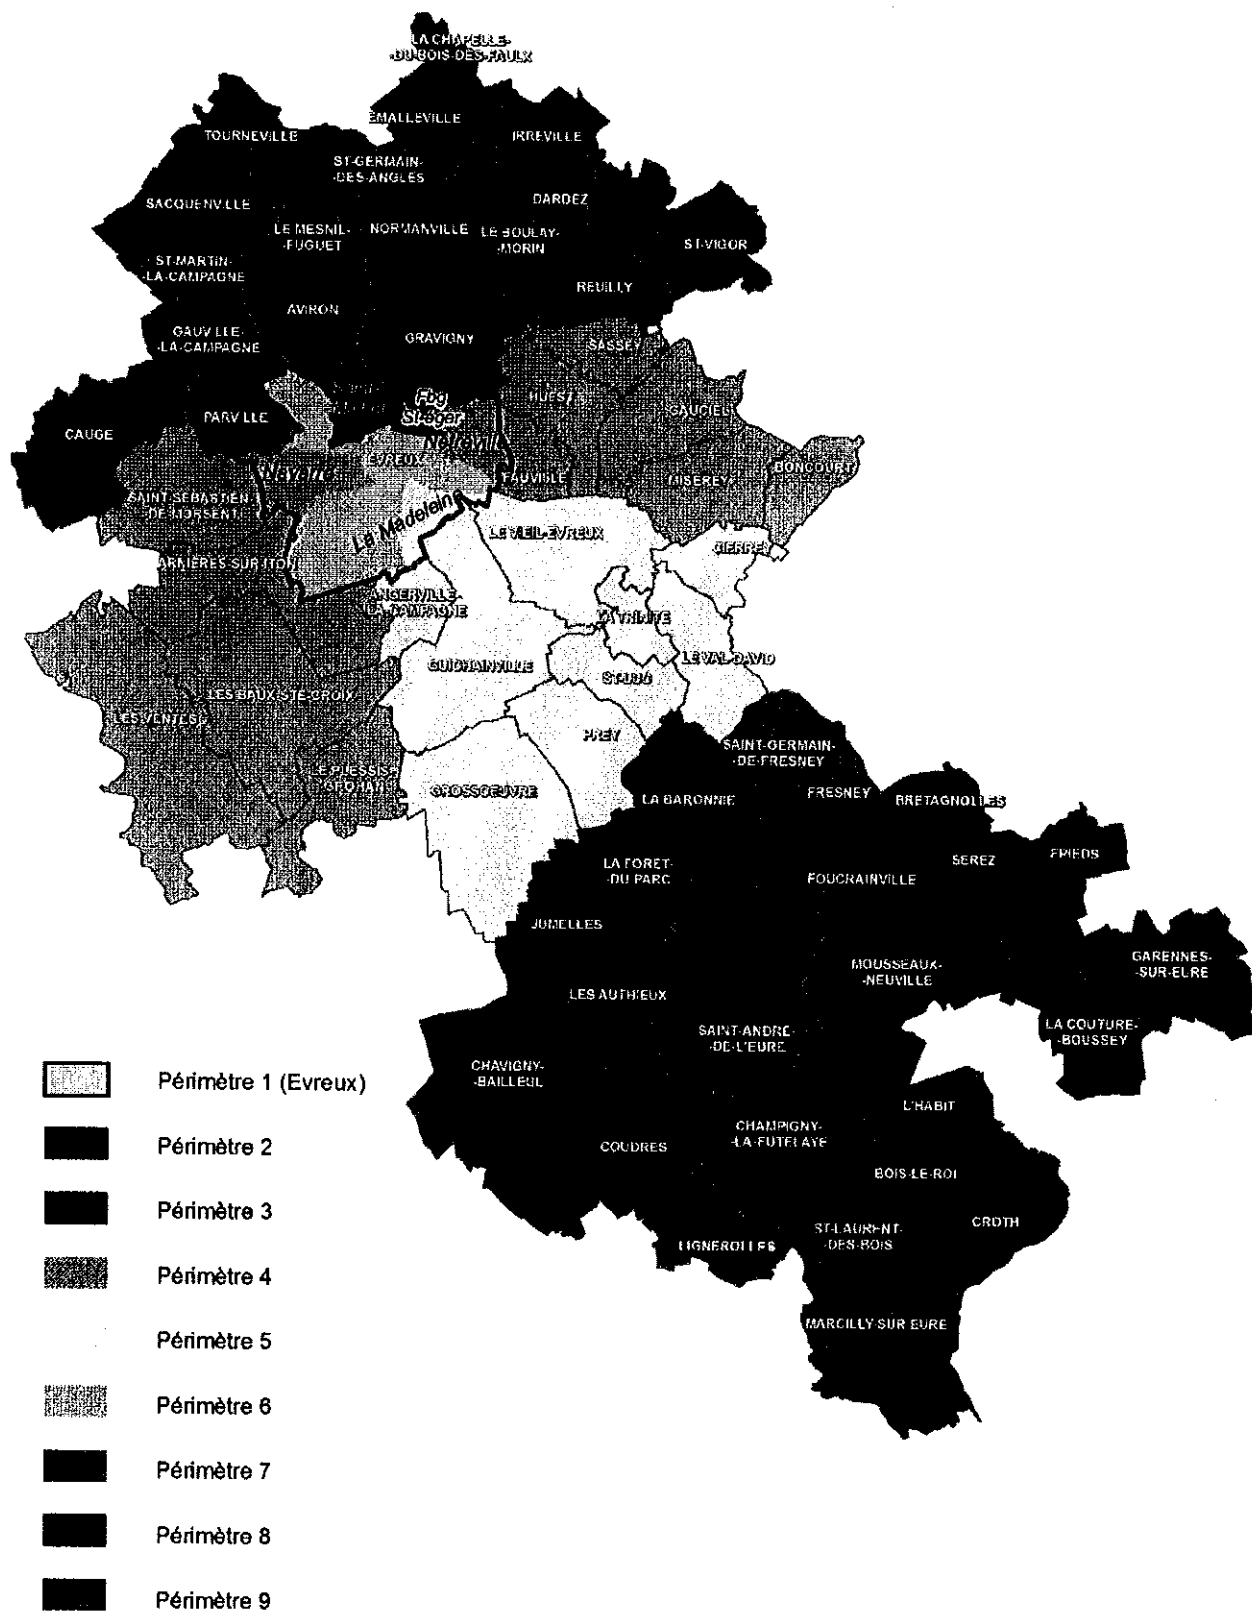 LA CHAPELLE-
-DU-BOIS-DES-FAULX
EMALLEVILLE
TOURNEVILLE
IRREVILLE
ST-GERMAIN-
-DES-ANGLES
DARDEZ
SACQUENVILLE
LE MESNIL-
-FUGUET
NORMANVILLE
LE BOULAY-
-MORIN
ST-VIGOR
ST-MARTIN-
-LA-CAMPAGNE
REUILLY
AVIRON
GAUVILLE-
-LA-CAMPAGNE
GRAVIGNY
SASSEY
HUEST
Fbg
St-Léger
GAUCIEL
PARVILLE
CAUGE
Nétreville
EVREUX
Navarre
FAUVILLE
MISEREY
BONCOURT
SAINT-SEBASTIEN-
-DE-MORSENT
La Madeleine
LE VIEIL-EVREUX
CIERREY
ARNIERES-SUR-ITON
ANGERVILLE-
-LA-CAMPAGNE
LA TRINITE
GUICHAINVILLE
LE VAL-DAVID
ST-LUC
LES BAUX-STE-CROIX
LES VENTES
PREY
SAINT-GERMAIN-
-DE-FRESNEY
LE PLESSIS-
-GROHAN
GROSSOEUVRE
LA BARONNIE
FRESNEY
BRETAGNOLLES
EPIEDS
SEREZ
LA FORET-
-DU PARC
FOUCRAINVILLE
JUMELLES
GARENNES-
-SUR-EURE
MOUSSEAUX-
-NEUVILLE
LES AUTHIEUX
SAINT-ANDRE-
-DE-L'EURE
LA COUTURE-
-BOUSSEY
CHAVIGNY-
-BAILLEUL
L'HABIT
CHAMPIGNY-
-LA-FUTELAYE
COUDRES
BOIS-LE-ROI
CROTH
ST-LAURENT-
-DES-BOIS
LIGNEROLLES
MARCILLY-SUR EURE
Périmètre 1 (Evreux)
Périmètre 2
Périmètre 3
Périmètre 4
Périmètre 5
Périmètre 6
Périmètre 7
Périmètre 8
Périmètre 9